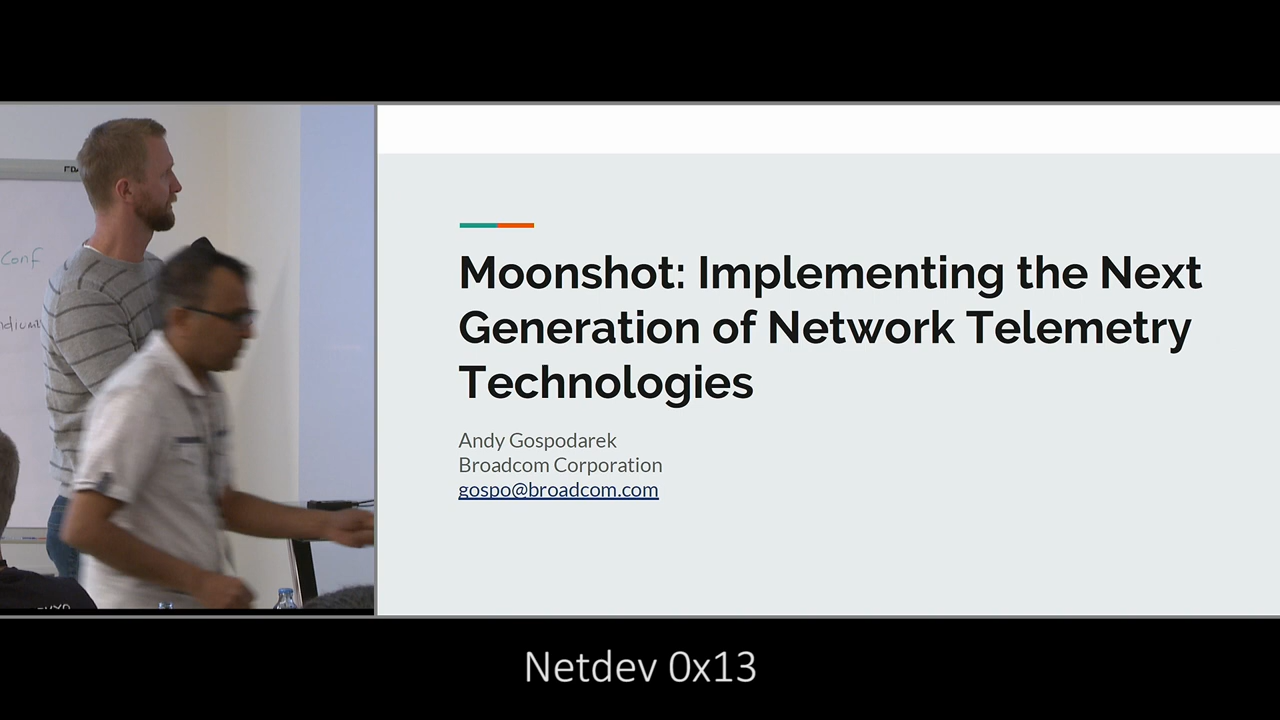 Conf
Moonshot: Implementing the Next
Generation of Network Telemetry
Technologies
Andy Gospodarek
Broadcom Corporation
gospo@broadcom.com
Netdev 0x13